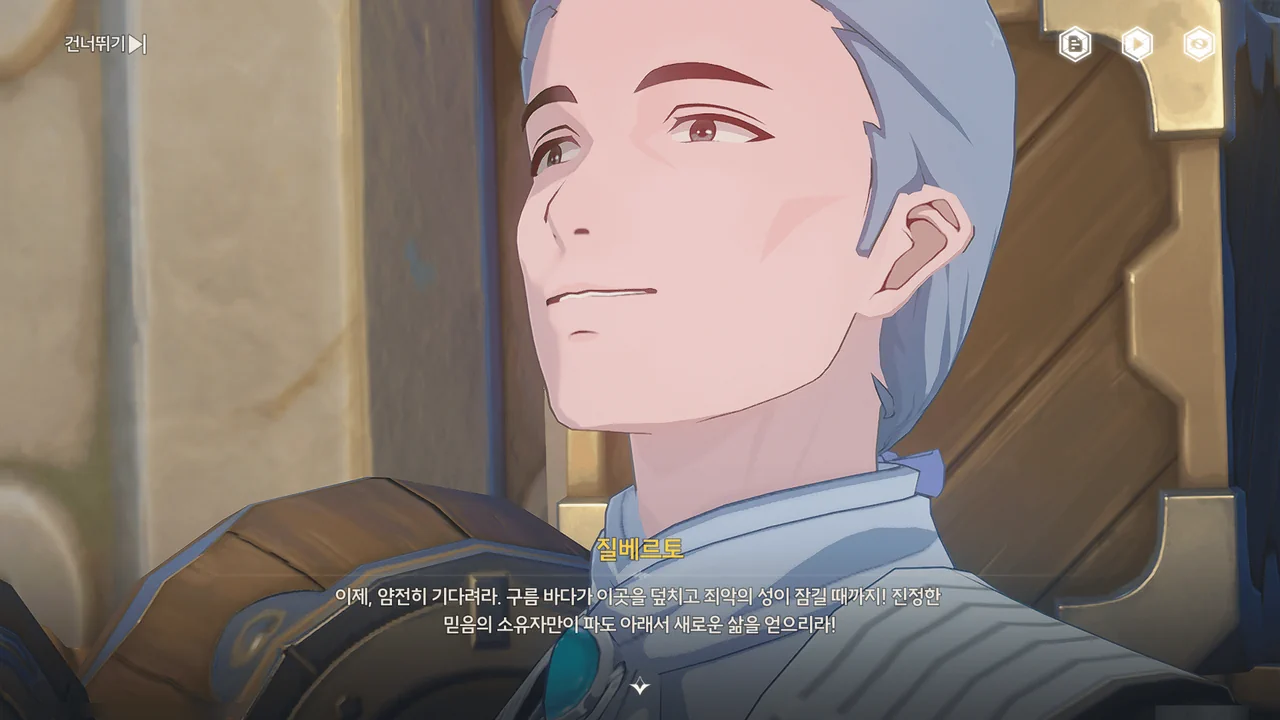 건너뛰기
질베르토
이제, 얌전히 기다려라. 구름 바다가 이곳을 덮치고 죄악의 성이 잠길 때까지! 진정한
믿음의 소유자만이 파도 아래서 새로운 삶을 얻으리라!